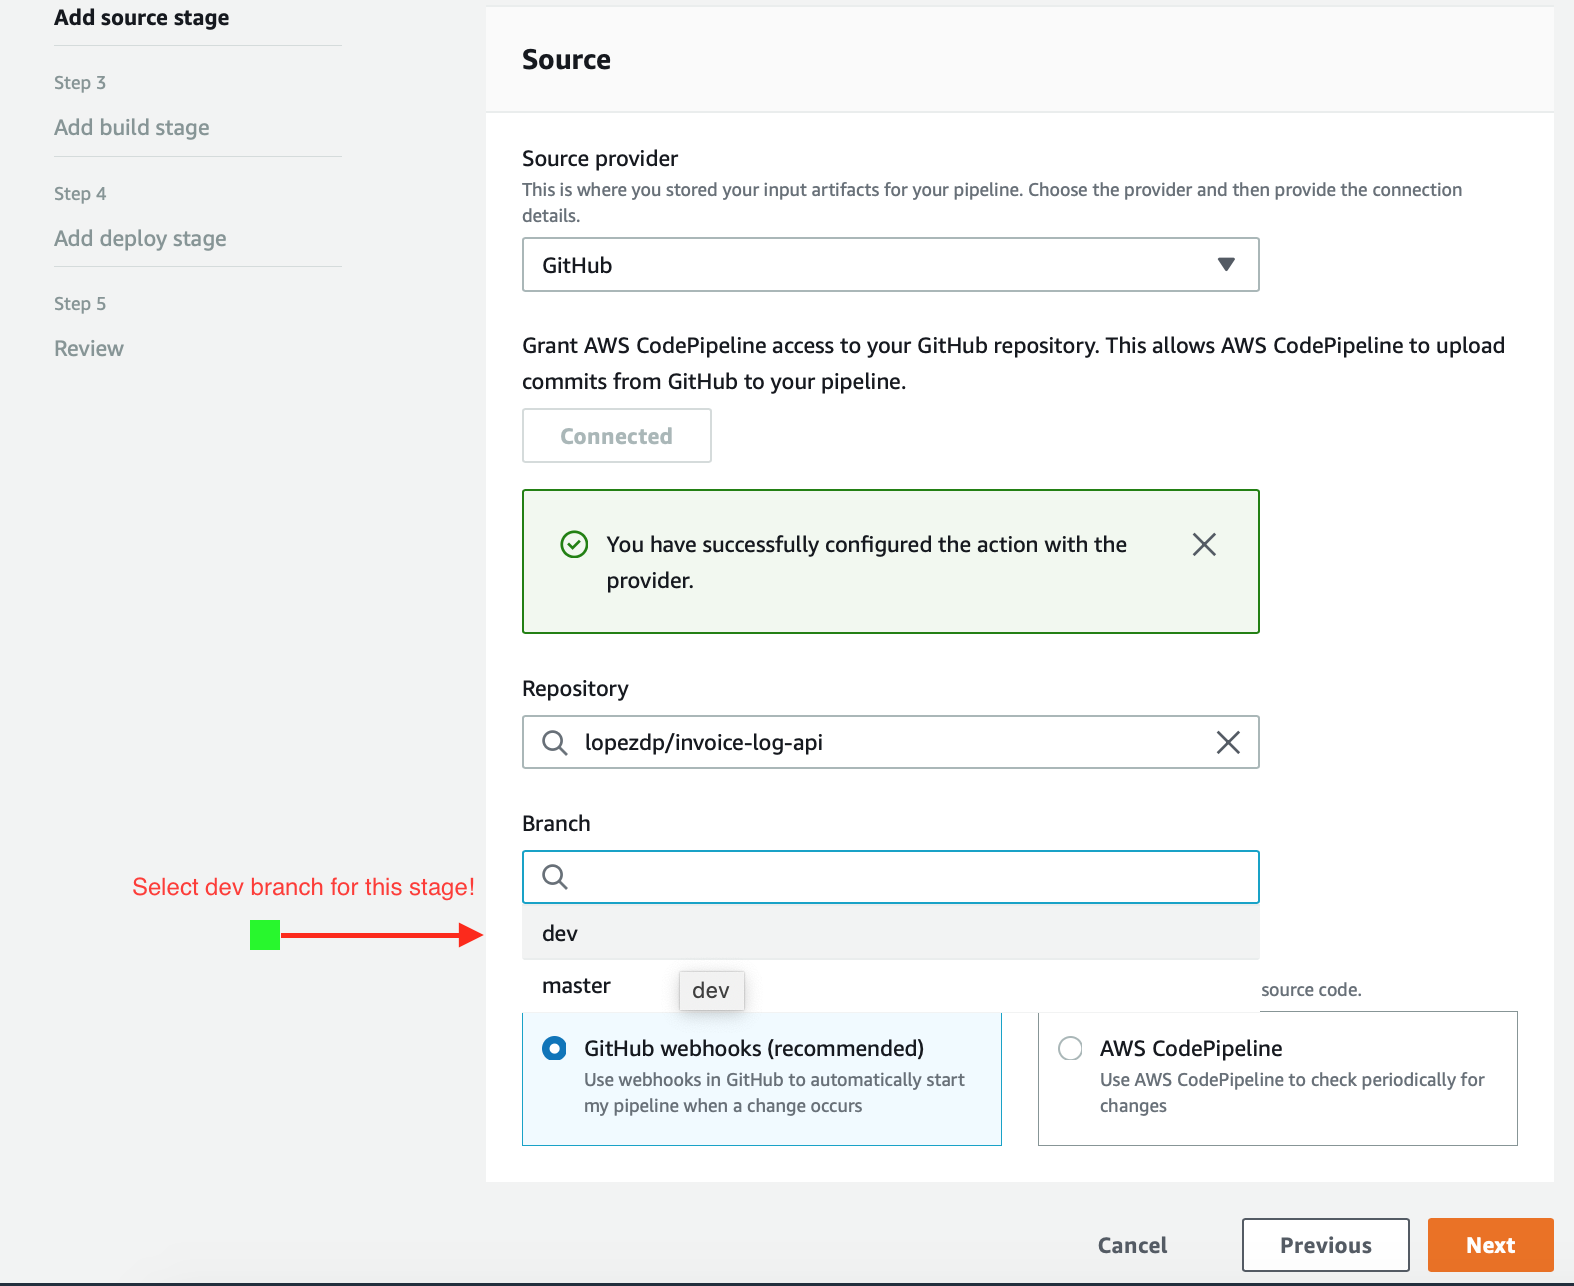 Add source stage
Step 3
Add build stage
Step 4
Add deploy stage
Step 5
Review
Source
Source provider
This is where you stored your input artifacts for your pipeline. Choose the provider and then provide the connection
details.
GitHub
Grant AWS CodePipeline access to your GitHub repository. This allows AWS CodePipeline to upload
commits from GitHub to your pipeline.
Connected
You have successfully configured the action with the
provider.
Repository
lopezdp/invoice-log-api
Branch
Select dev branch for this stage!
dev
master
dev
source code.
GitHub webhooks (recommended)
Use webhooks in GitHub to automatically start
my pipeline when a change occurs
AWS CodePipeline
Use AWS CodePipeline to check periodically for
changes
Cancel
Previous
Next